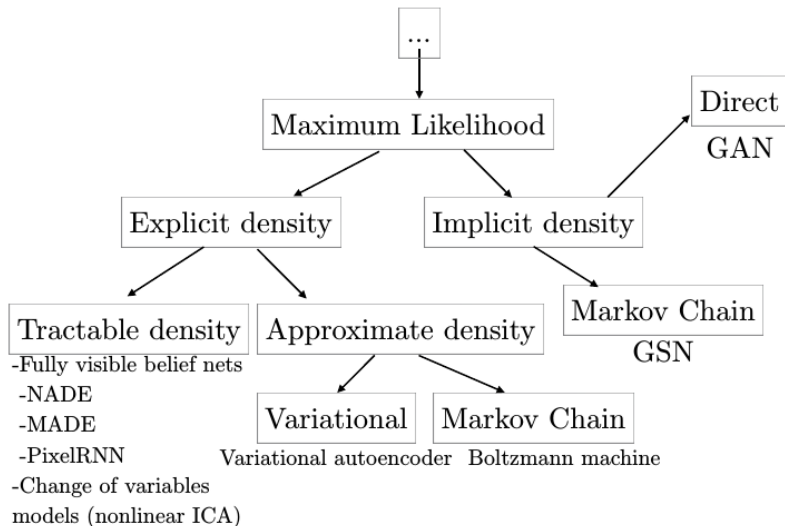 ...
Maximum Likelihood
Direct
GAN
Explicit density
Implicit density
Tractable density
-Fully visible belief nets
-NADE
-MADE
-PixelRNN
-Change of variables
models (nonlinear ICA)
Approximate density
Variational
Variational autoencoder
Markov Chain
Boltzmann machine
Markov Chain
GSN